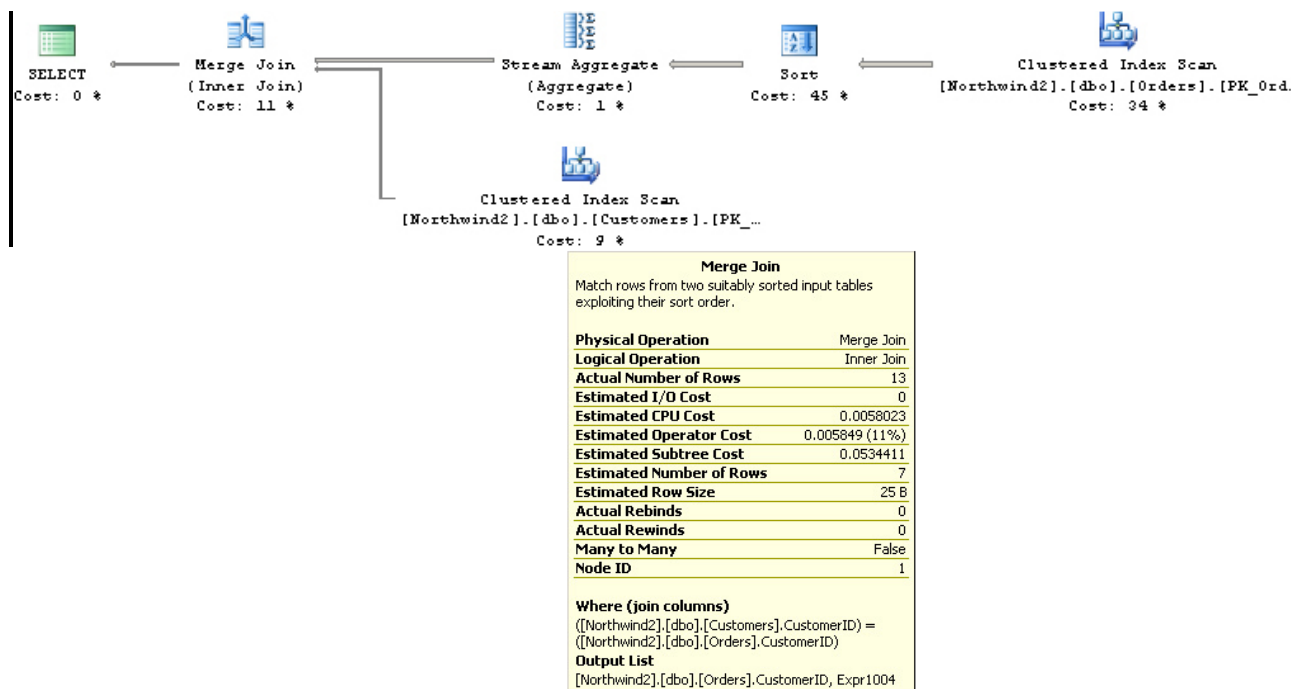 SELECT
Cost: 0 %
Merge Join
(Inner Join)
Cost: 11 %
Stream Aggregate
(Aggregate)
Cost: 1 %
Sort
Cost: 45 %
Clustered Index Scan
[Northwind2].[dbo].[Orders].[PK_Ord.
Cost: 34 %
Clustered Index Scan
[Northwind2].[dbo].[Customers].[PK_…
Cost: 9 %
Merge Join
Match rows from two suitably sorted input tables
exploiting their sort order.
Physical Operation Merge Join
Logical Operation Inner Join
Actual Number of Rows 13
Estimated I/O Cost 0
Estimated CPU Cost 0.0058023
Estimated Operator Cost 0.005849 (11%)
Estimated Subtree Cost 0.0534411
Estimated Number of Rows 7
Estimated Row Size 25 B
Actual Rebinds 0
Actual Rewinds 0
Many to Many False
Node ID 1
Where (join columns)
([Northwind2].[dbo].[Customers].CustomerID) =
([Northwind2].[dbo].[Orders].CustomerID)
Output List
[Northwind2].[dbo].[Orders].CustomerID, Expr1004